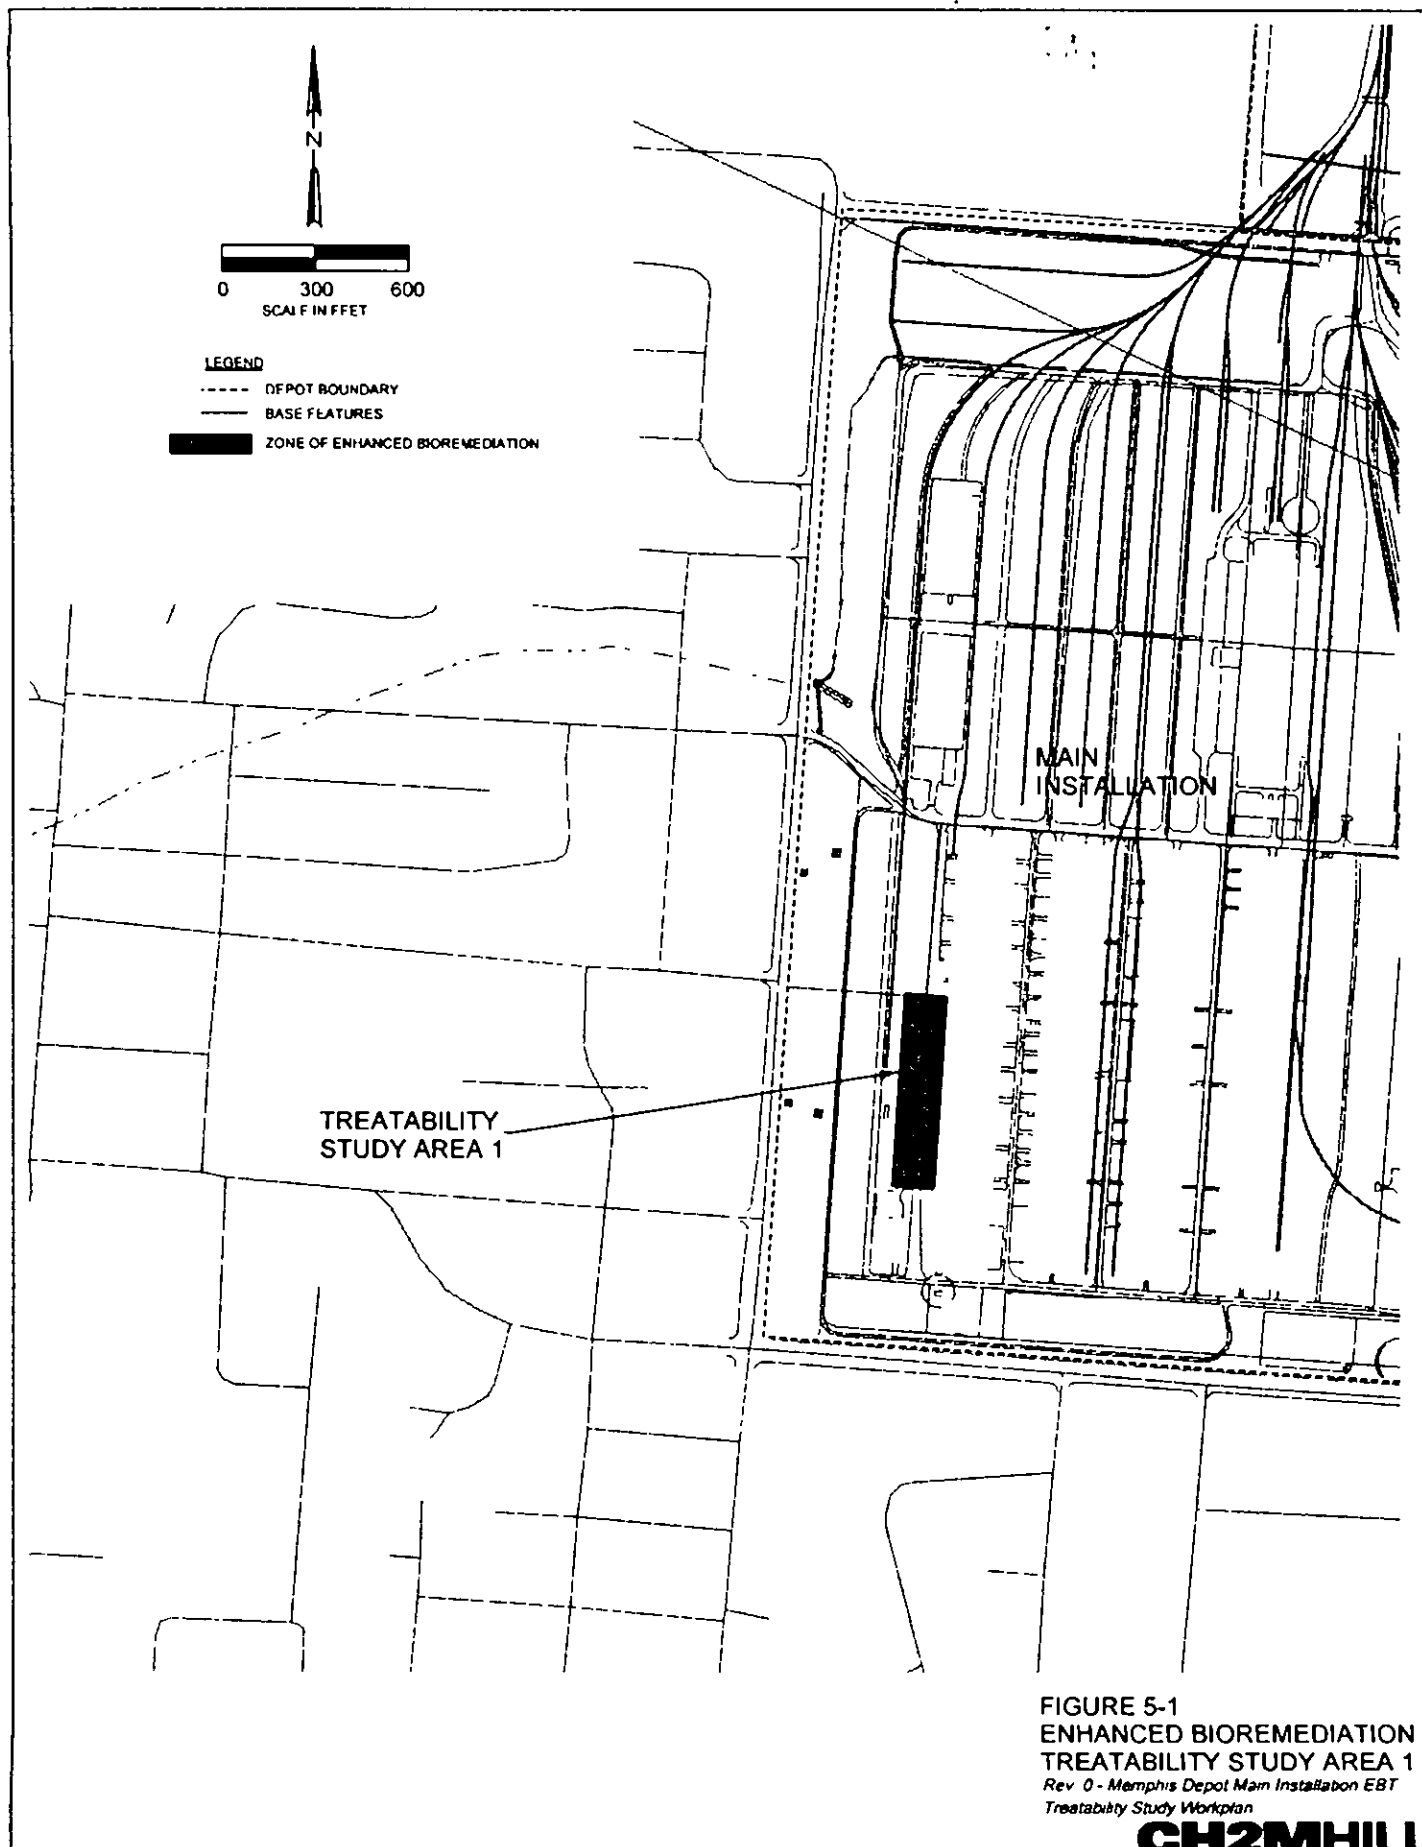 N
0 300 600
SCALE IN FFET
LEGEND
DEPOT BOUNDARY
BASE FEATURES
ZONE OF ENHANCED BIOREMEDIATION
MAIN
INSTALLATION
TREATABILITY
STUDY AREA 1
FIGURE 5-1
ENHANCED BIOREMEDIATION
TREATABILITY STUDY AREA 1
Rev 0 - Memphis Depot Main Installation EBT
Treatability Study Workplan
CH2MHILL